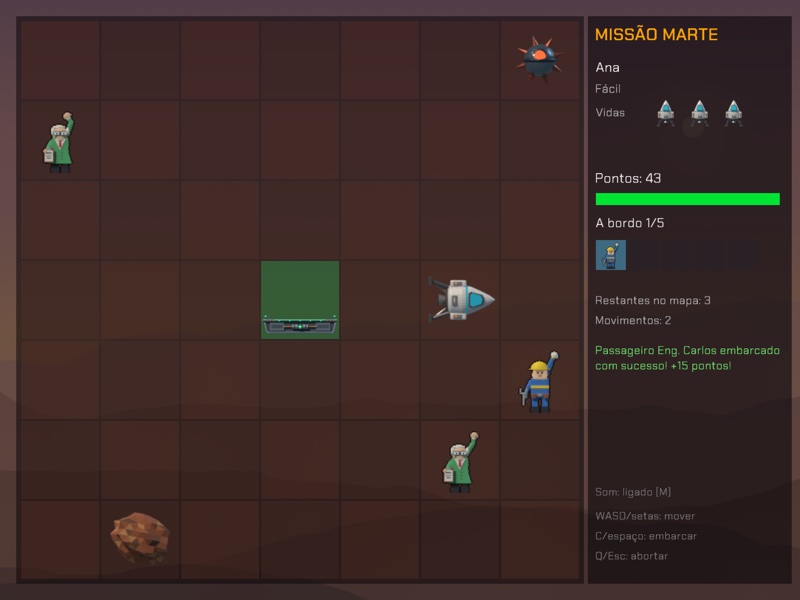 MISSÃO MARTE
Ana
Fácil
Vidas
Pontos: 43
A bordo 1/5
Restantes no mapa: 3
Movimentos: 2
Passageiro Eng. Carlos embarcado
com sucesso! +15 pontos!
Som: ligado [M]
WASD/setas: mover
C/espaço: embarcar
Q/Esc: abortar